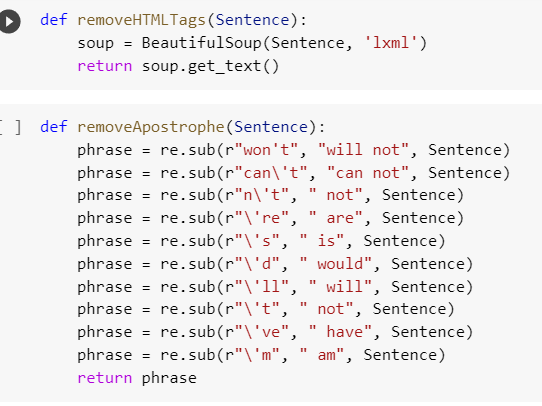 def removeHTMLTags(Sentence):
    soup = BeautifulSoup(Sentence, 'lxml')
    return soup.get_text()
[ ] def removeApostrophe(Sentence):
    phrase = re.sub(r"won't", "will not", Sentence)
    phrase = re.sub(r"can\'t", "can not", Sentence)
    phrase = re.sub(r"n\'t", " not", Sentence)
    phrase = re.sub(r"\'re", " are", Sentence)
    phrase = re.sub(r"\'s", " is", Sentence)
    phrase = re.sub(r"\'d", " would", Sentence)
    phrase = re.sub(r"\'ll", " will", Sentence)
    phrase = re.sub(r"\'t", " not", Sentence)
    phrase = re.sub(r"\'ve", " have", Sentence)
    phrase = re.sub(r"\'m", " am", Sentence)
    return phrase